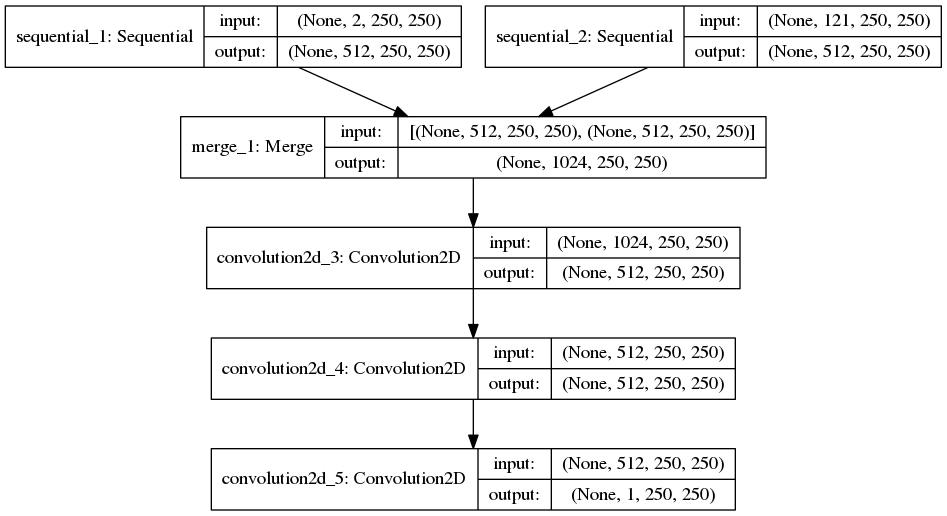 sequential_1: Sequential
input:
(None, 2, 250, 250)
output:
(None, 512, 250, 250)
sequential_2: Sequential
input:
(None, 121, 250, 250)
output:
(None, 512, 250, 250)
merge_1: Merge
input:
[(None, 512, 250, 250), (None, 512, 250, 250)]
output:
(None, 1024, 250, 250)
convolution2d_3: Convolution2D
input:
(None, 1024, 250, 250)
output:
(None, 512, 250, 250)
convolution2d_4: Convolution2D
input:
(None, 512, 250, 250)
output:
(None, 512, 250, 250)
convolution2d_5: Convolution2D
input:
(None, 512, 250, 250)
output:
(None, 1, 250, 250)